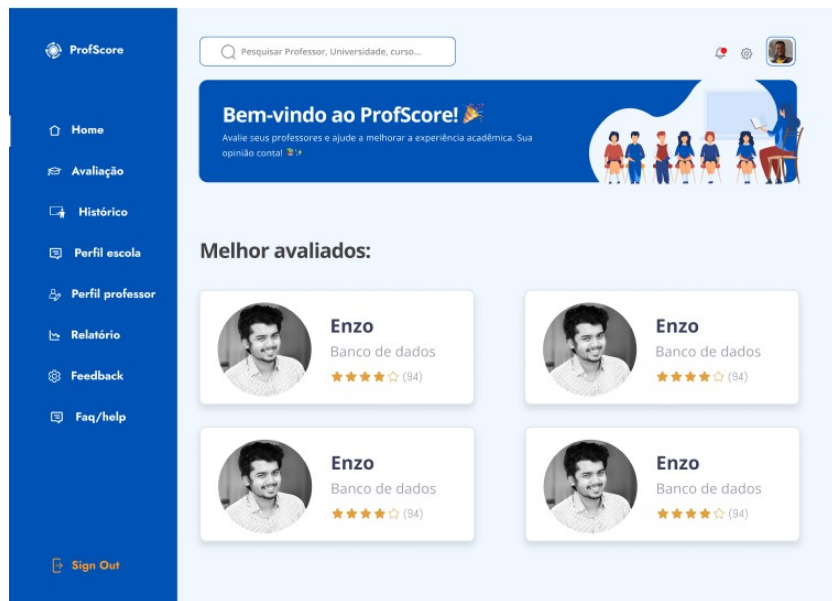 ProfScore
Home
Avaliação
Histórico
Perfil escola
Perfil professor
Relatório
Feedback
Faq/help
Sign Out
Pesquisar Professor, Universidade, curso...
Bem-vindo ao ProfScore! 🎉
Avalie seus professores e ajude a melhorar a experiência acadêmica. Sua
opinião conta!
Melhor avaliados:
Enzo
Banco de dados
(94)
Enzo
Banco de dados
(94)
Enzo
Banco de dados
(94)
Enzo
Banco de dados
(94)